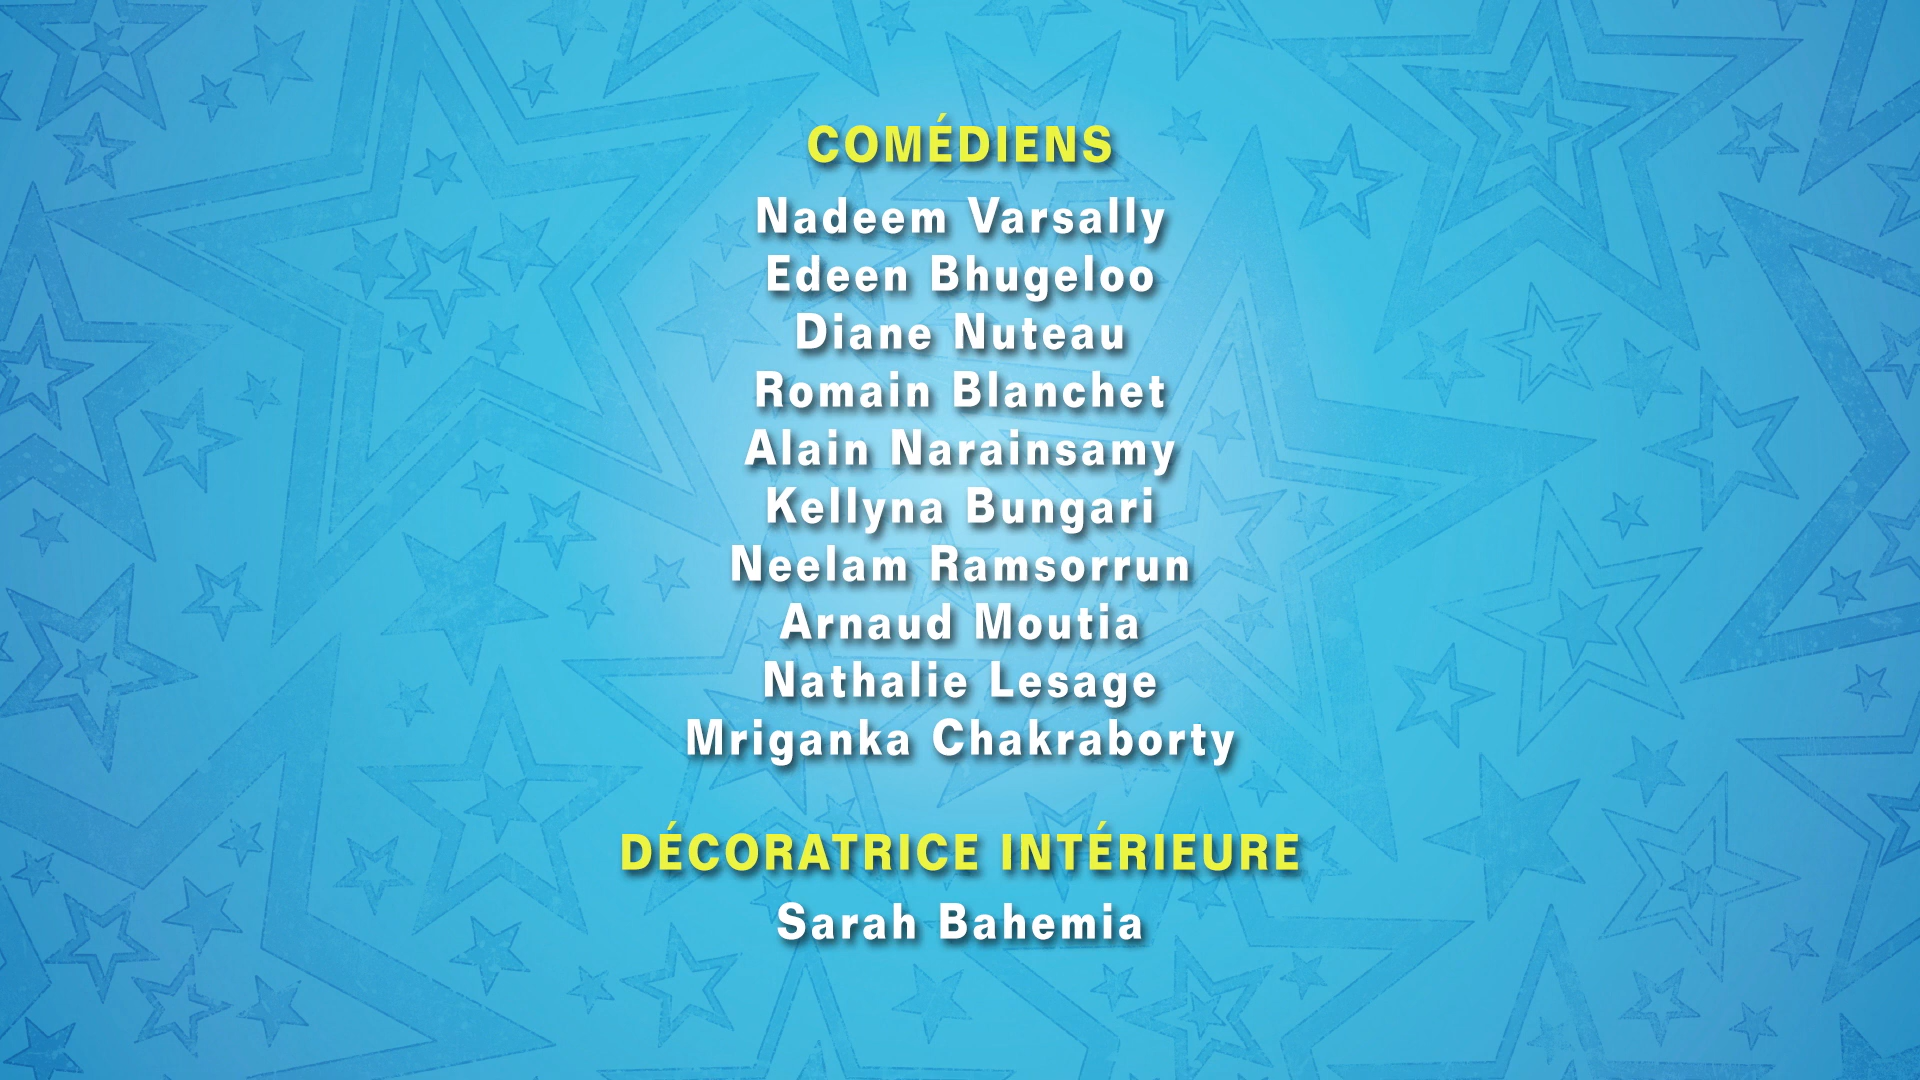 COMÉDIENS
Nadeem Varsally
Edeen Bhugeloo
Diane Nuteau
Romain Blanchet
Alain Narainsamy
Kellyna Bungari
Neelam Ramsorrun
Arnaud Moutia
Nathalie Lesage
Mriganka Chakraborty
DÉCORATRICE INTÉRIEURE
Sarah Bahemia